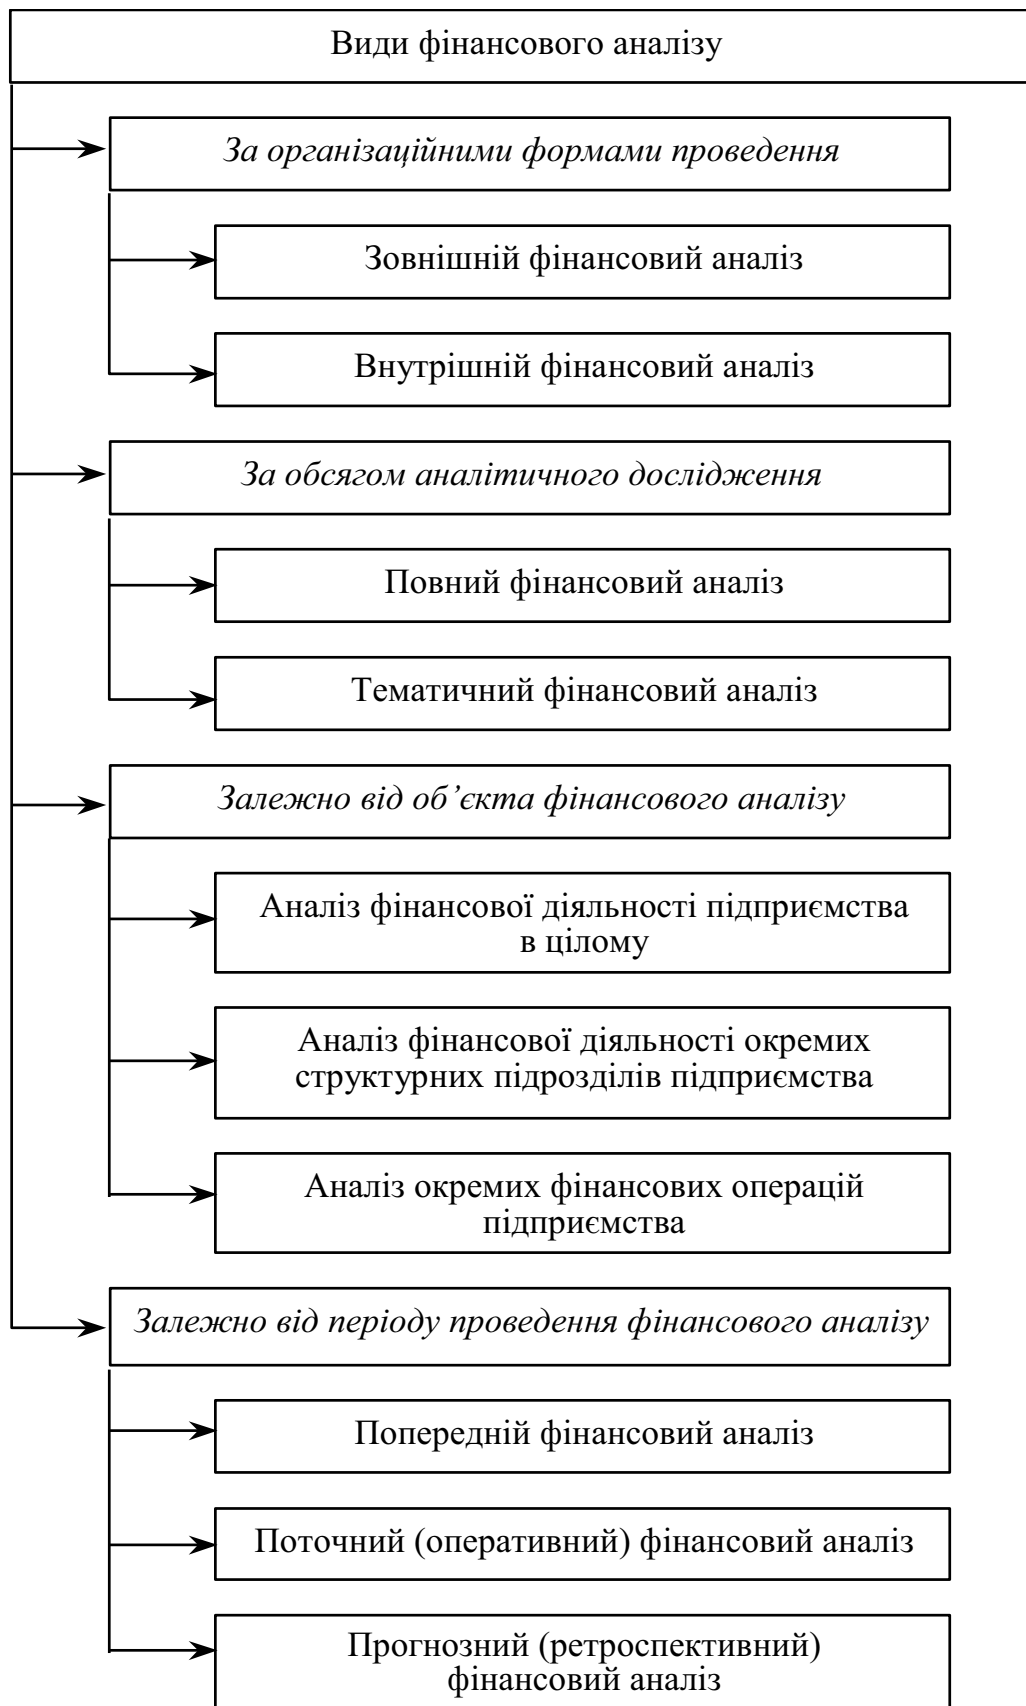 Види фінансового аналізу
За організаційними формами проведення
Зовнішній фінансовий аналіз
Внутрішній фінансовий аналіз
За обсягом аналітичного дослідження
Повний фінансовий аналіз
Тематичний фінансовий аналіз
Залежно від об’єкта фінансового аналізу
Аналіз фінансової діяльності підприємства
в цілому
Аналіз фінансової діяльності окремих
структурних підрозділів підприємства
Аналіз окремих фінансових операцій
підприємства
Залежно від періоду проведення фінансового аналізу
Попередній фінансовий аналіз
Поточний (оперативний) фінансовий аналіз
Прогнозний (ретроспективний)
фінансовий аналіз